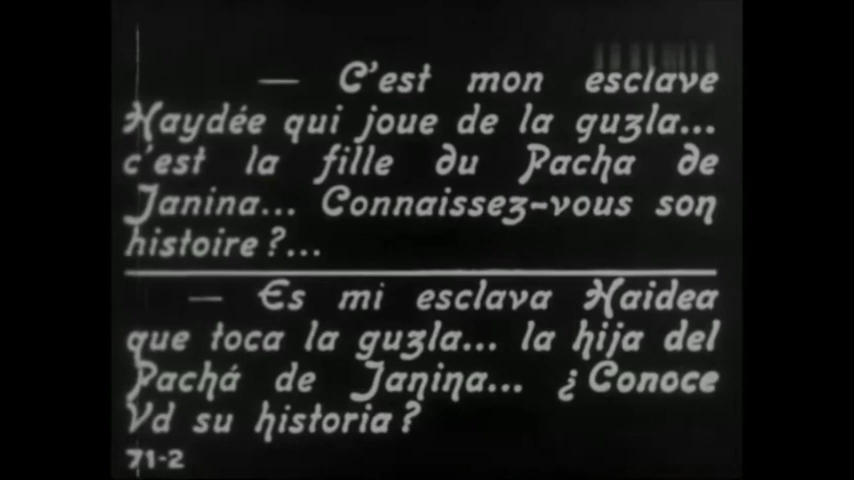 — C'est mon esclave
Haydée qui joue de la guzla...
c'est la fille du Pacha de
Janina... Connaissez-vous son
histoire?...
— Es mi esclava Haidea
que toca la guzla... la hija del
Pachá de Janina... ¿Conoce
Vd su historia?
71-2